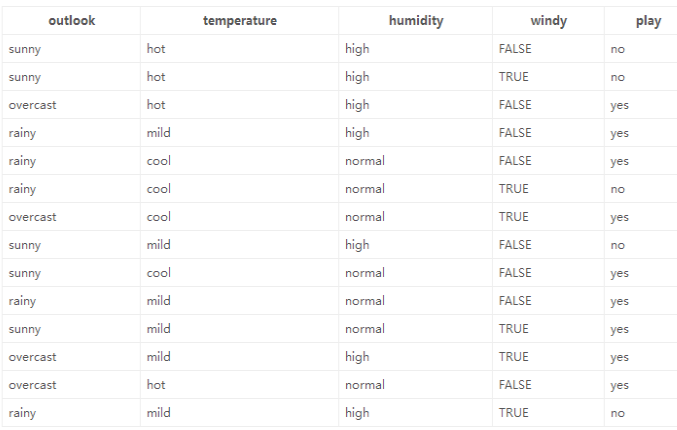 outlook temperature humidity windy play
sunny hot high FALSE no
sunny hot high TRUE no
overcast hot high FALSE yes
rainy mild high FALSE yes
rainy cool normal FALSE yes
rainy cool normal TRUE no
overcast cool normal TRUE yes
sunny mild high FALSE no
sunny cool normal FALSE yes
rainy mild normal FALSE yes
sunny mild normal TRUE yes
overcast mild high TRUE yes
overcast hot normal FALSE yes
rainy mild high TRUE no